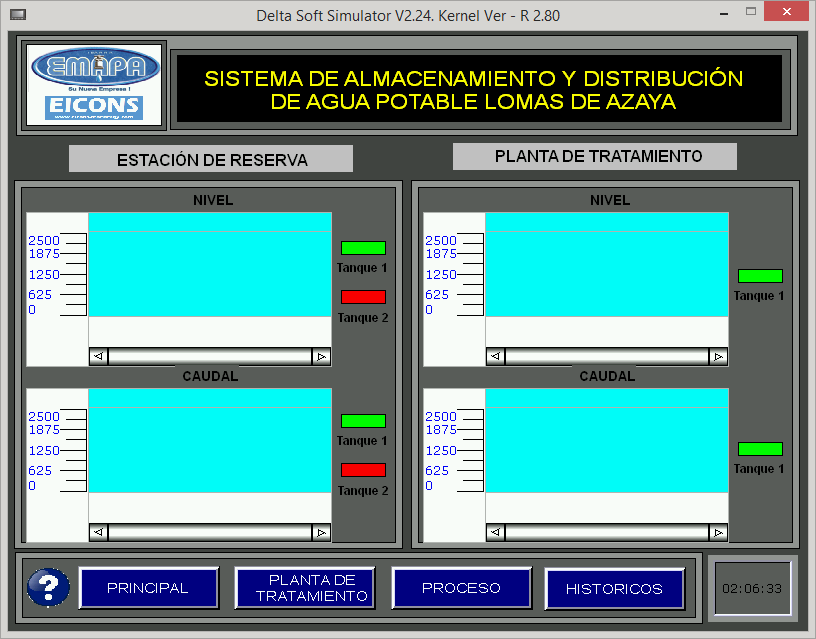 Delta Soft Simulator V2.24. Kernel Ver - R 2.80
EMAPA
Su Nueva Empresa !
EICONS
SISTEMA DE ALMACENAMIENTO Y DISTRIBUCIÓN
DE AGUA POTABLE LOMAS DE AZAYA
ESTACIÓN DE RESERVA
PLANTA DE TRATAMIENTO
NIVEL
2500
1875
1250
625
0
Tanque 1
Tanque 2
CAUDAL
2500
1875
1250
625
0
Tanque 1
Tanque 2
NIVEL
2500
1875
1250
625
0
Tanque 1
CAUDAL
2500
1875
1250
625
0
Tanque 1
?
PRINCIPAL
PLANTA DE
TRATAMIENTO
PROCESO
HISTORICOS
02:06:33